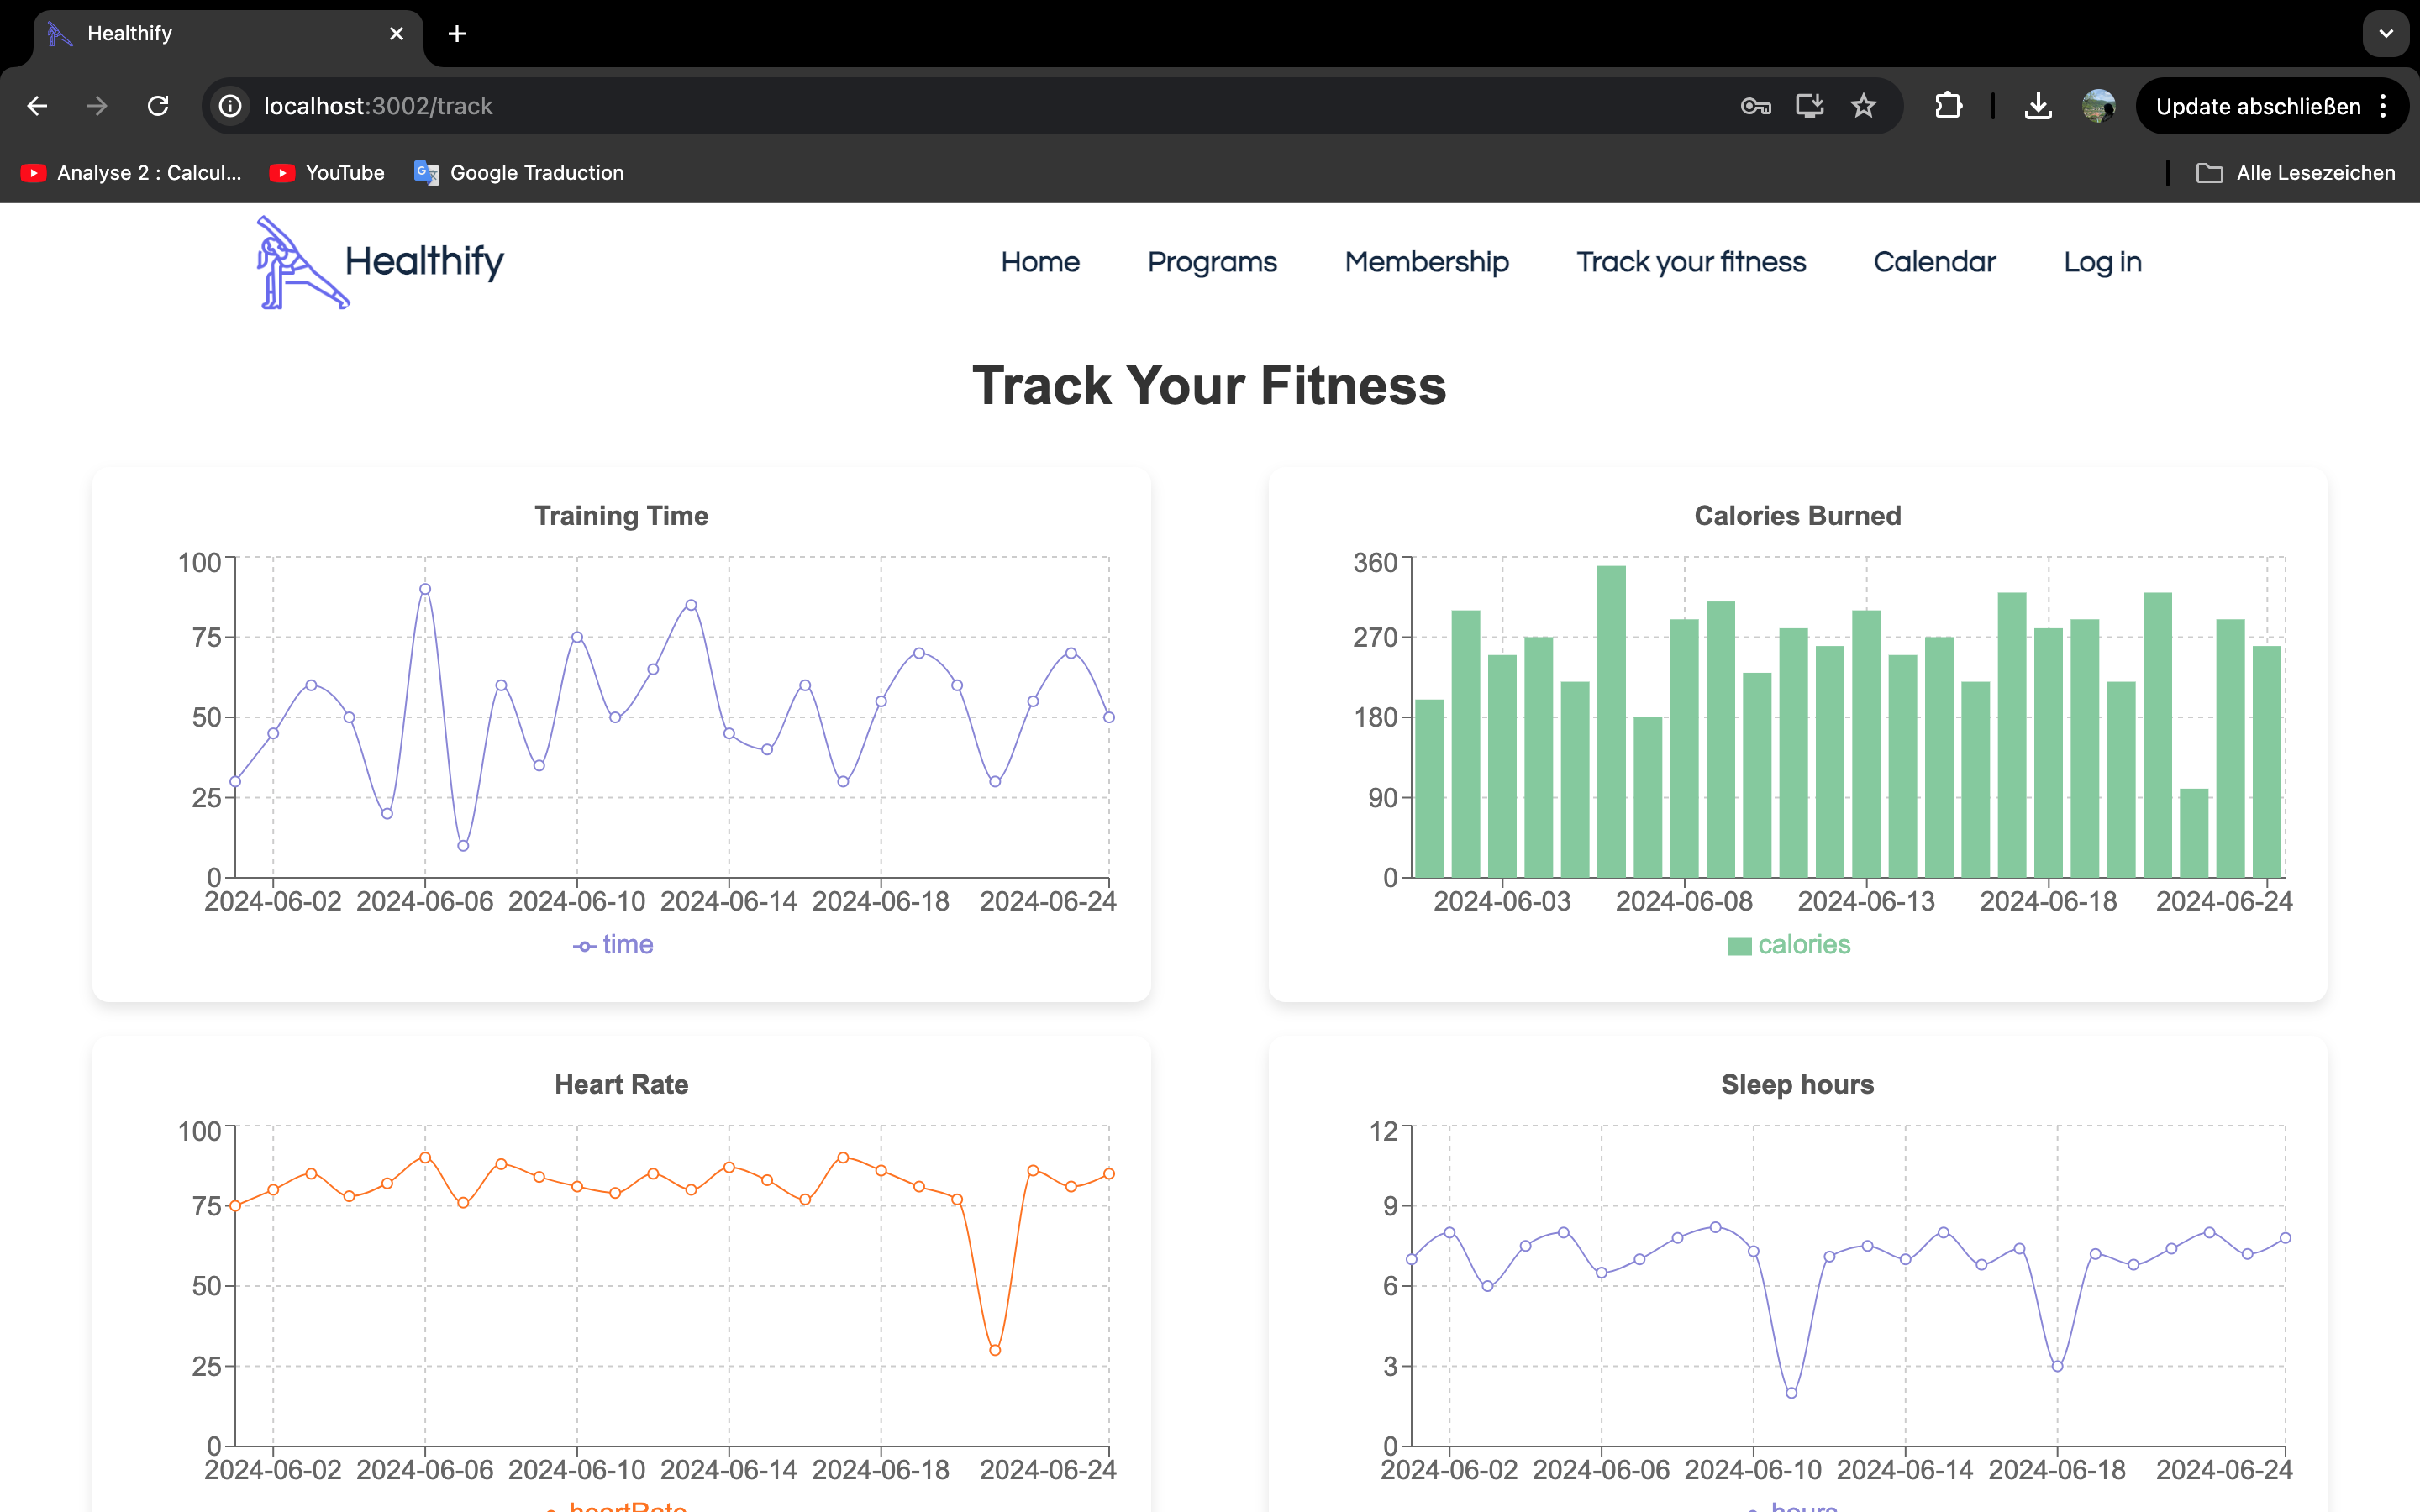 Healthify
localhost:3002/track
Update abschließen
Analyse 2 : Calcul...
YouTube
Google Traduction
Alle Lesezeichen
Healthify
Home
Programs
Membership
Track your fitness
Calendar
Log in
Track Your Fitness
Training Time
100
75
50
25
0
2024-06-02 2024-06-06 2024-06-10 2024-06-14 2024-06-18 2024-06-24
time
Calories Burned
360
270
180
90
0
2024-06-03 2024-06-08 2024-06-13 2024-06-18 2024-06-24
calories
Heart Rate
100
75
50
25
0
2024-06-02 2024-06-06 2024-06-10 2024-06-14 2024-06-18 2024-06-24
heartRate
Sleep hours
12
9
6
3
0
2024-06-02 2024-06-06 2024-06-10 2024-06-14 2024-06-18 2024-06-24
hours